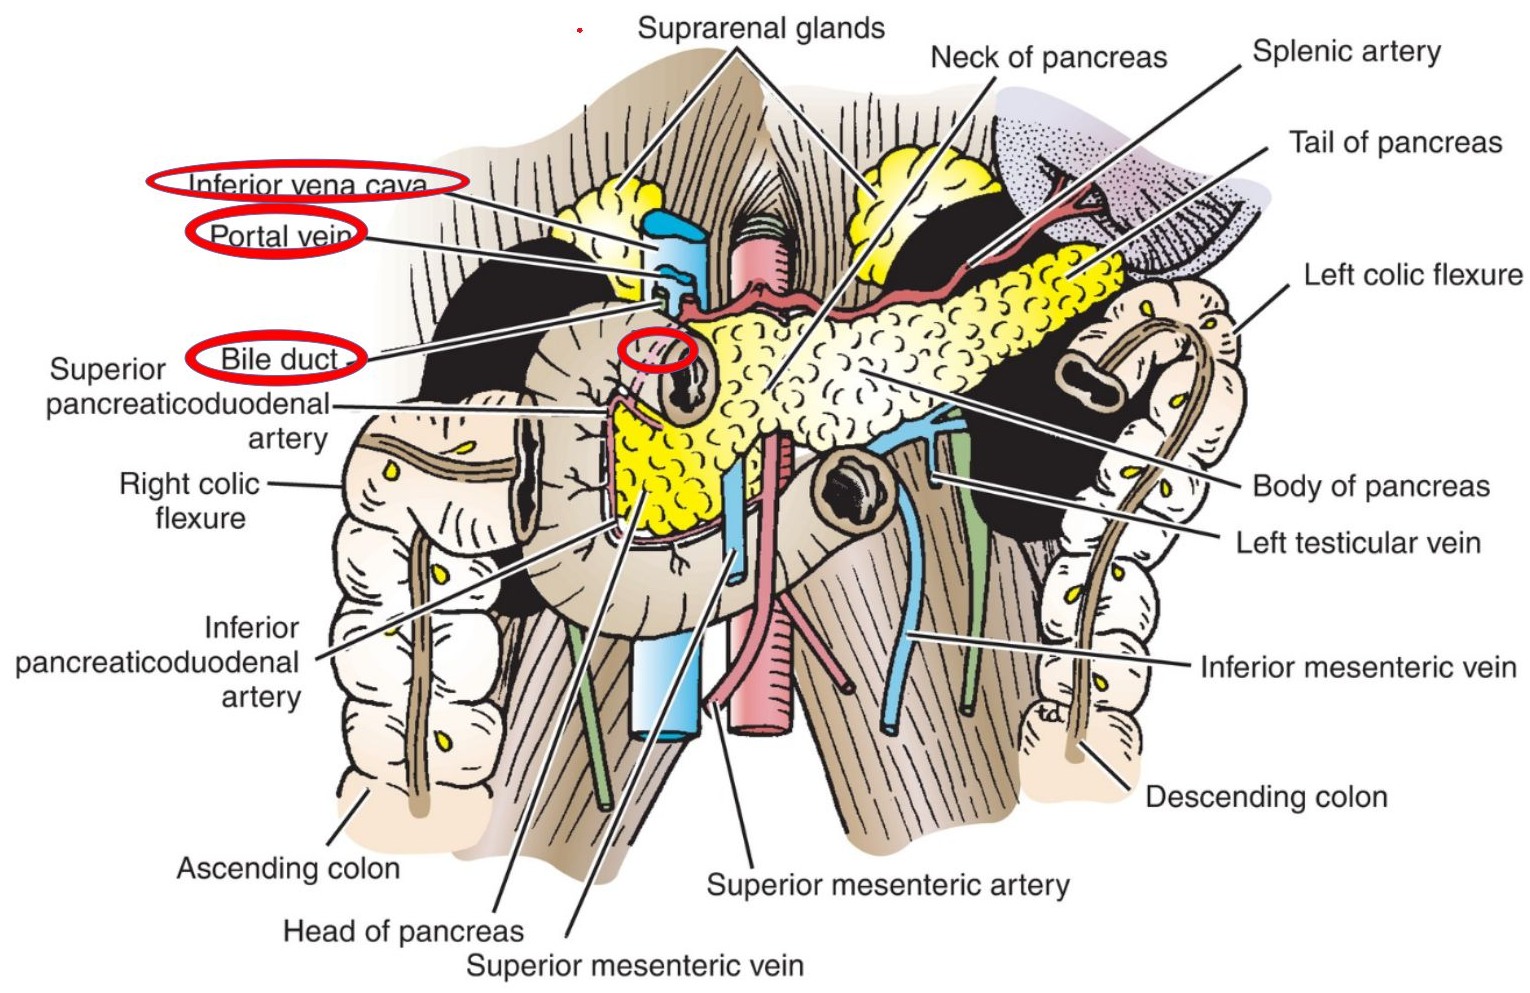 Suprarenal glands
Neck of pancreas
Splenic artery
Tail of pancreas
Inferior vena cava
Portal vein
Left colic flexure
Bile duct
Superior
pancreaticoduodenal
artery
Right colic
flexure
Body of pancreas
Left testicular vein
Inferior
pancreaticoduodenal
artery
Inferior mesenteric vein
td
Descending colon
Ascending colon
Superior mesenteric artery
Head of pancreas
Superior mesenteric vein